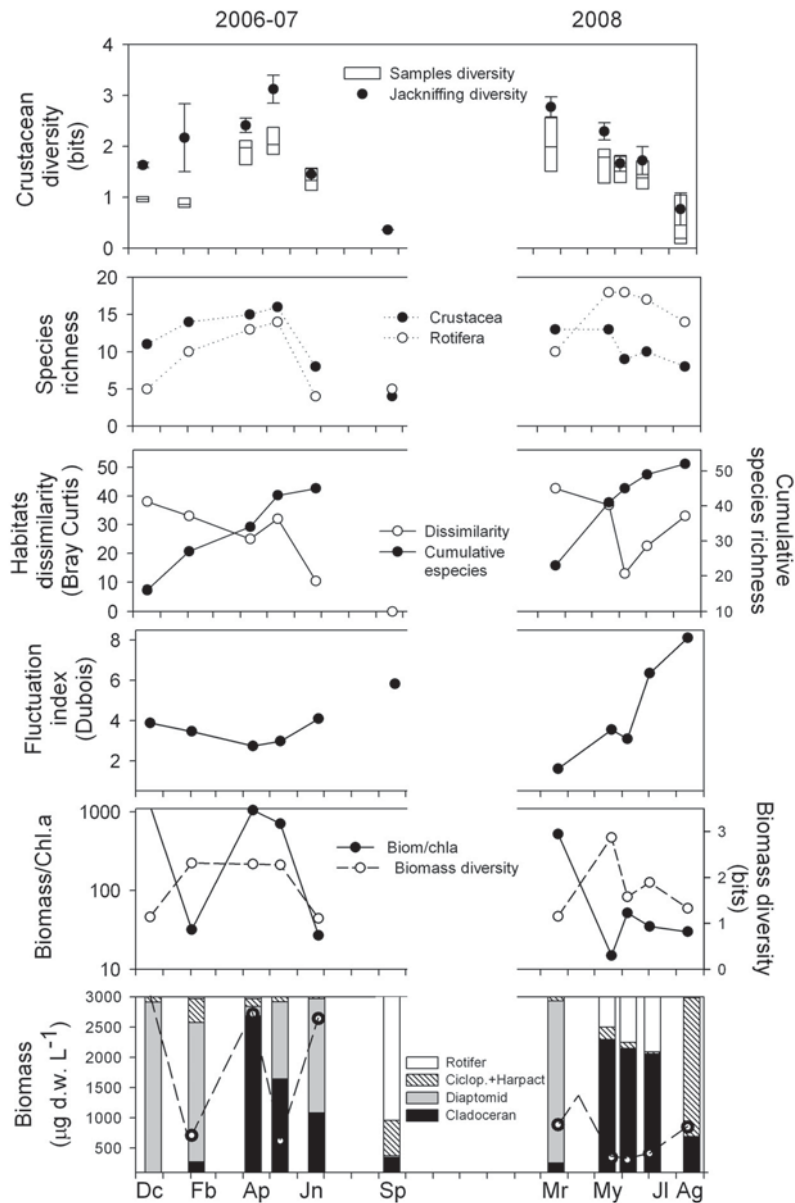 2006-07 2008
Crustacean diversity (bits)
4
3
2
1
0
Samples diversity
Jackniffing diversity
Species richness
20
15
10
5
0
Crustacea
Rotifera
Habitats dissimilarity (Bray Curtis )
50
40
30
20
10
0
Dissimilarity
Cumulative especies
50
40
30
20
10
Cumulative species richness
Fluctuation index (Dubois)
8
6
4
2
Biomass/Chl.a
1000
100
10
Biom/chla
Biomass diversity
3
2
1
0
Biomass diversity (bits)
Biomass (µg d.w. L-1)
3000
2500
2000
1500
1000
500
Rotifer
Ciclop.+Harpact
Diaptomid
Cladoceran
Dc Fb Ap Jn Sp Mr My Jl Ag